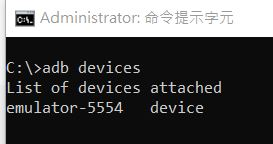 Administrator: 命令提示字元
C:\>adb devices
List of devices attached
emulator-5554   device